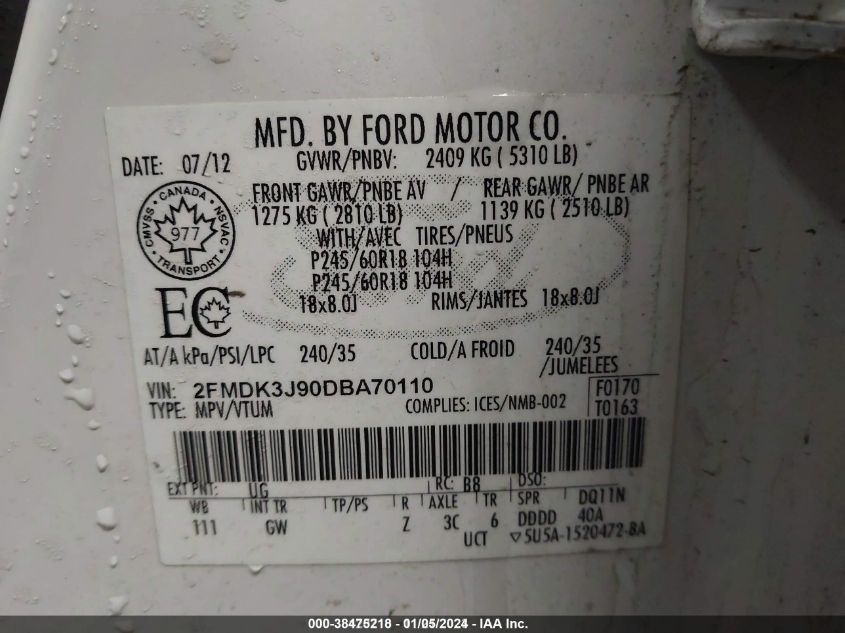 MFD. BY FORD MOTOR CO.
DATE: 07/12 GVWR/PNBV: 2409 KG ( 5310 LB)
CMVSS CANADA NSVAC
977
TRANSPORT
FRONT GAWR/PNBE AV / REAR GAWR/ PNBE AR
1275 KG ( 2810 LB) 1139 KG ( 2510 LB)
WITH/AVEC TIRES/PNEUS
P245/60R18 104H
P245/60R18 104H
18x8.0J RIMS/JANTES 18x8.0J
EC
AT/A kPa/PSI/LPC 240/35 COLD/A FROID 240/35
/JUMELEES
VIN: 2FMDK3J90DBA70110 F0170
TYPE: MPV/VTUM COMPLIES: ICES/NMB-002 T0163
EXT PNT: UG RC: B8 DSO:
WB INT TR TP/PS R AXLE TR SPR DQ11N
111 GW Z 3C 6 DDDD 40A
UCT ▽5U5A-1520472-BA
000-38475218 - 01/05/2024 - IAA Inc.